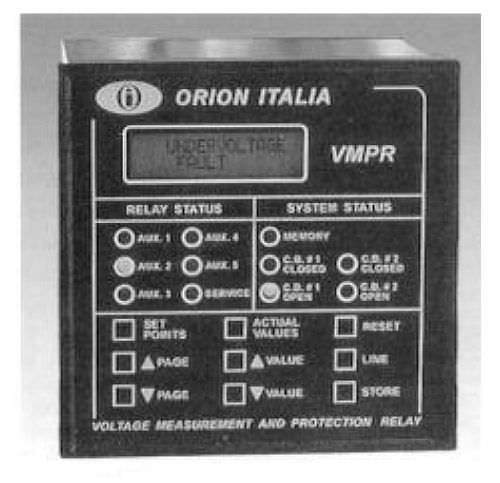 ORION ITALIA
UNDERVOLTAGE
FAULT
VMPR
RELAY STATUS
SYSTEM STATUS
AUX. 1
AUX. 4
MEMORY
AUX. 2
AUX. 5
C.B. # 1
CLOSED
C.B. # 2
CLOSED
AUX. 3
SERVICE
C.B. # 1
OPEN
C.B. # 2
OPEN
SET
POINTS
ACTUAL
VALUES
RESET
▲ PAGE
▲ VALUE
LINE
▼ PAGE
▼ VALUE
STORE
VOLTAGE MEASUREMENT AND PROTECTION RELAY